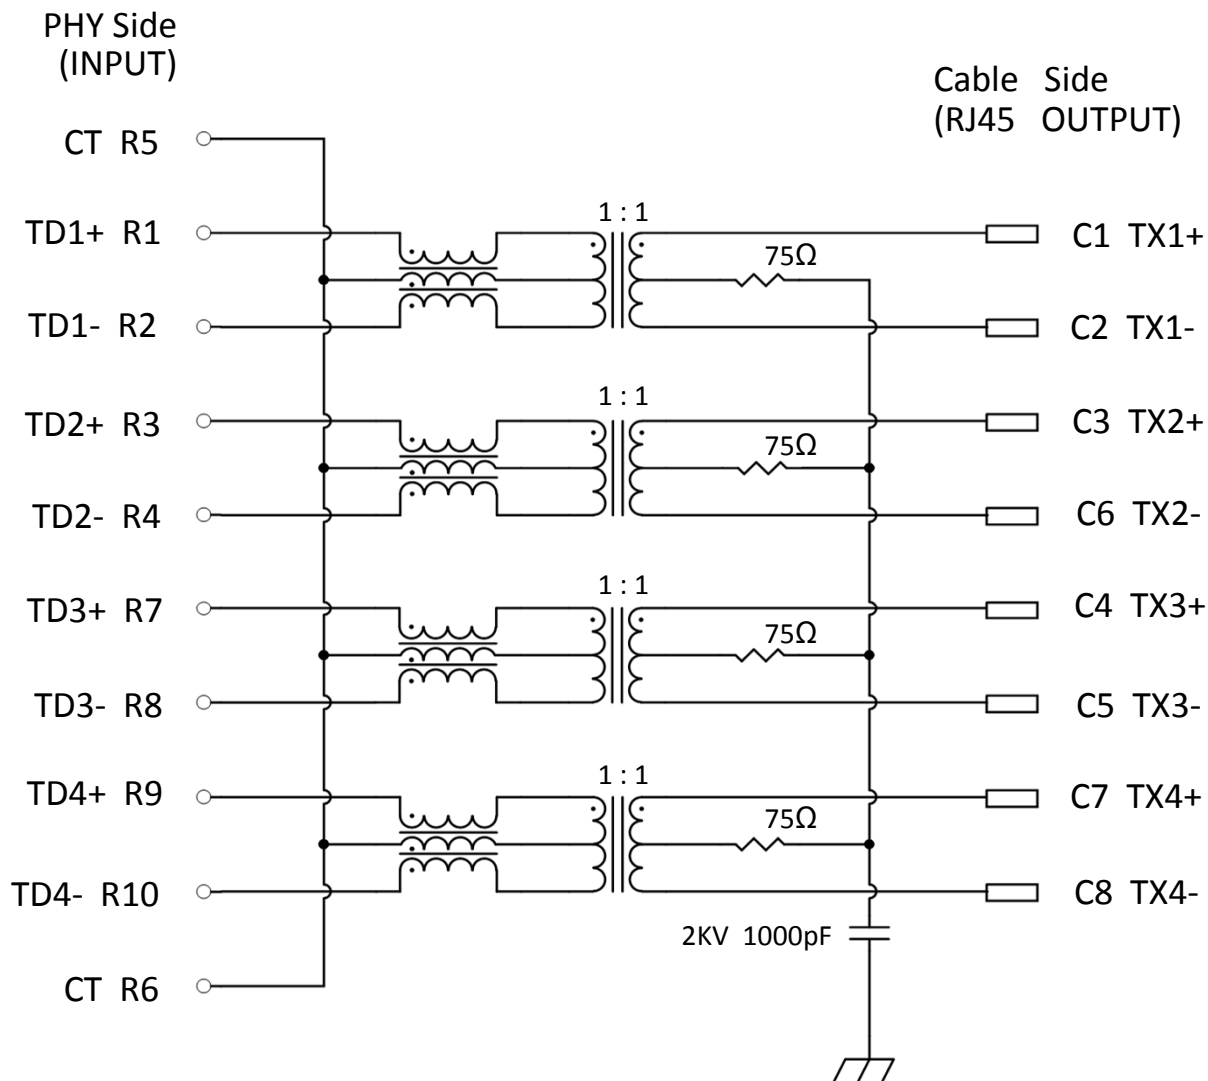 PHY Side
(INPUT)
Cable Side
(RJ45 OUTPUT)
CT R5
TD1+ R1
1 : 1
75Ω
C1 TX1+
TD1- R2
C2 TX1-
TD2+ R3
1 : 1
75Ω
C3 TX2+
TD2- R4
C6 TX2-
TD3+ R7
1 : 1
75Ω
C4 TX3+
TD3- R8
C5 TX3-
TD4+ R9
1 : 1
75Ω
C7 TX4+
TD4- R10
C8 TX4-
2KV 1000pF
CT R6